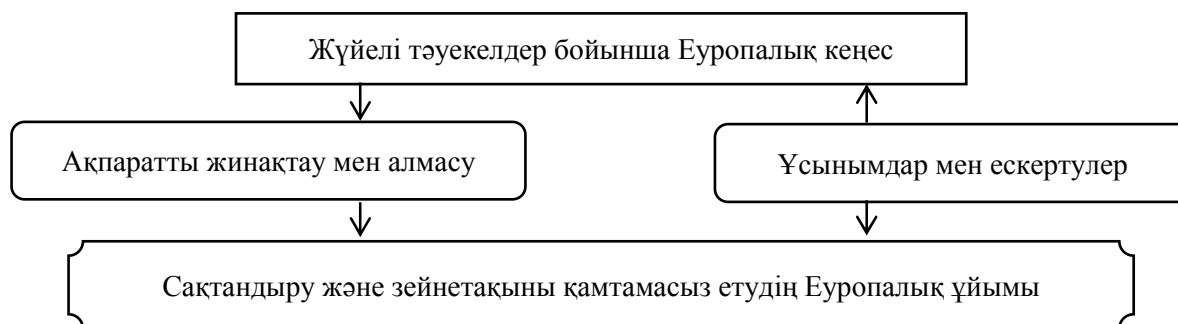 Жүйелі тәуекелдер бойынша Еуропалық кеңес
Ақпаратты жинақтау мен алмасу
Ұсынымдар мен ескертулер
Сақтандыру және зейнетақыны қамтамасыз етудің Еуропалық ұйымы